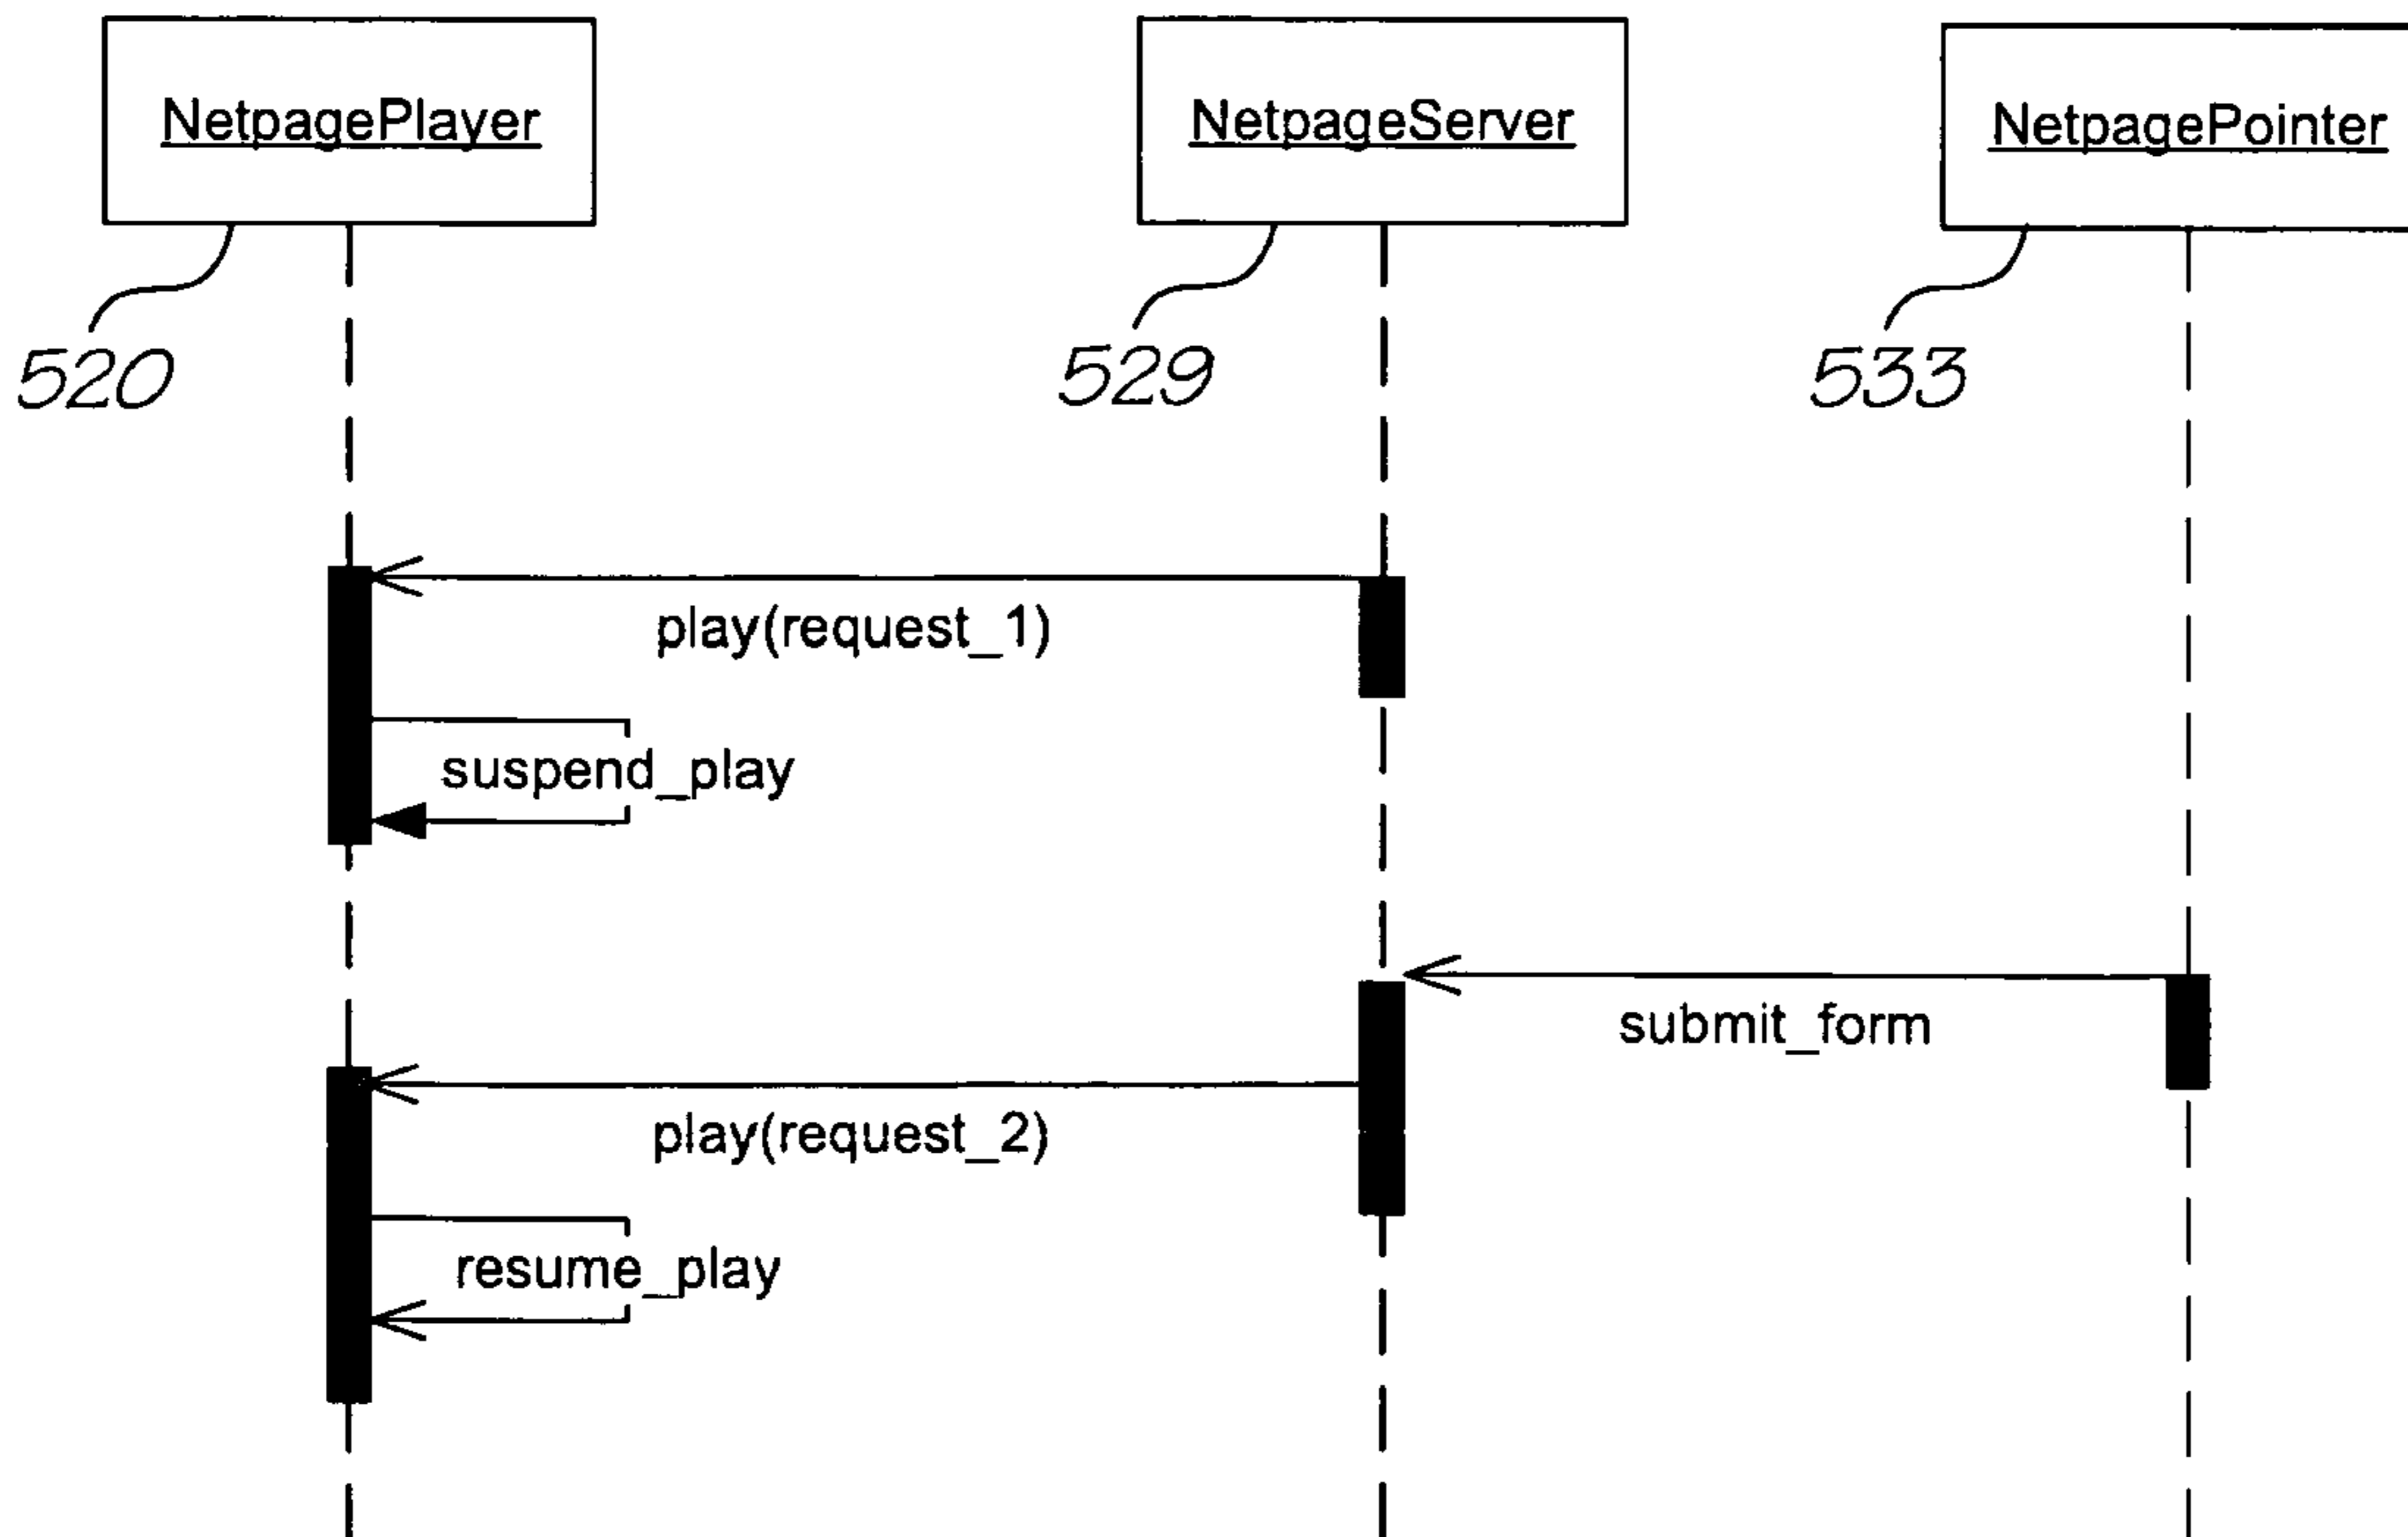 NetpagePlayer
NetpageServer
NetpagePointer
520
529
533
play(request_1)
suspend_play
submit_form
play(request_2)
resume_play